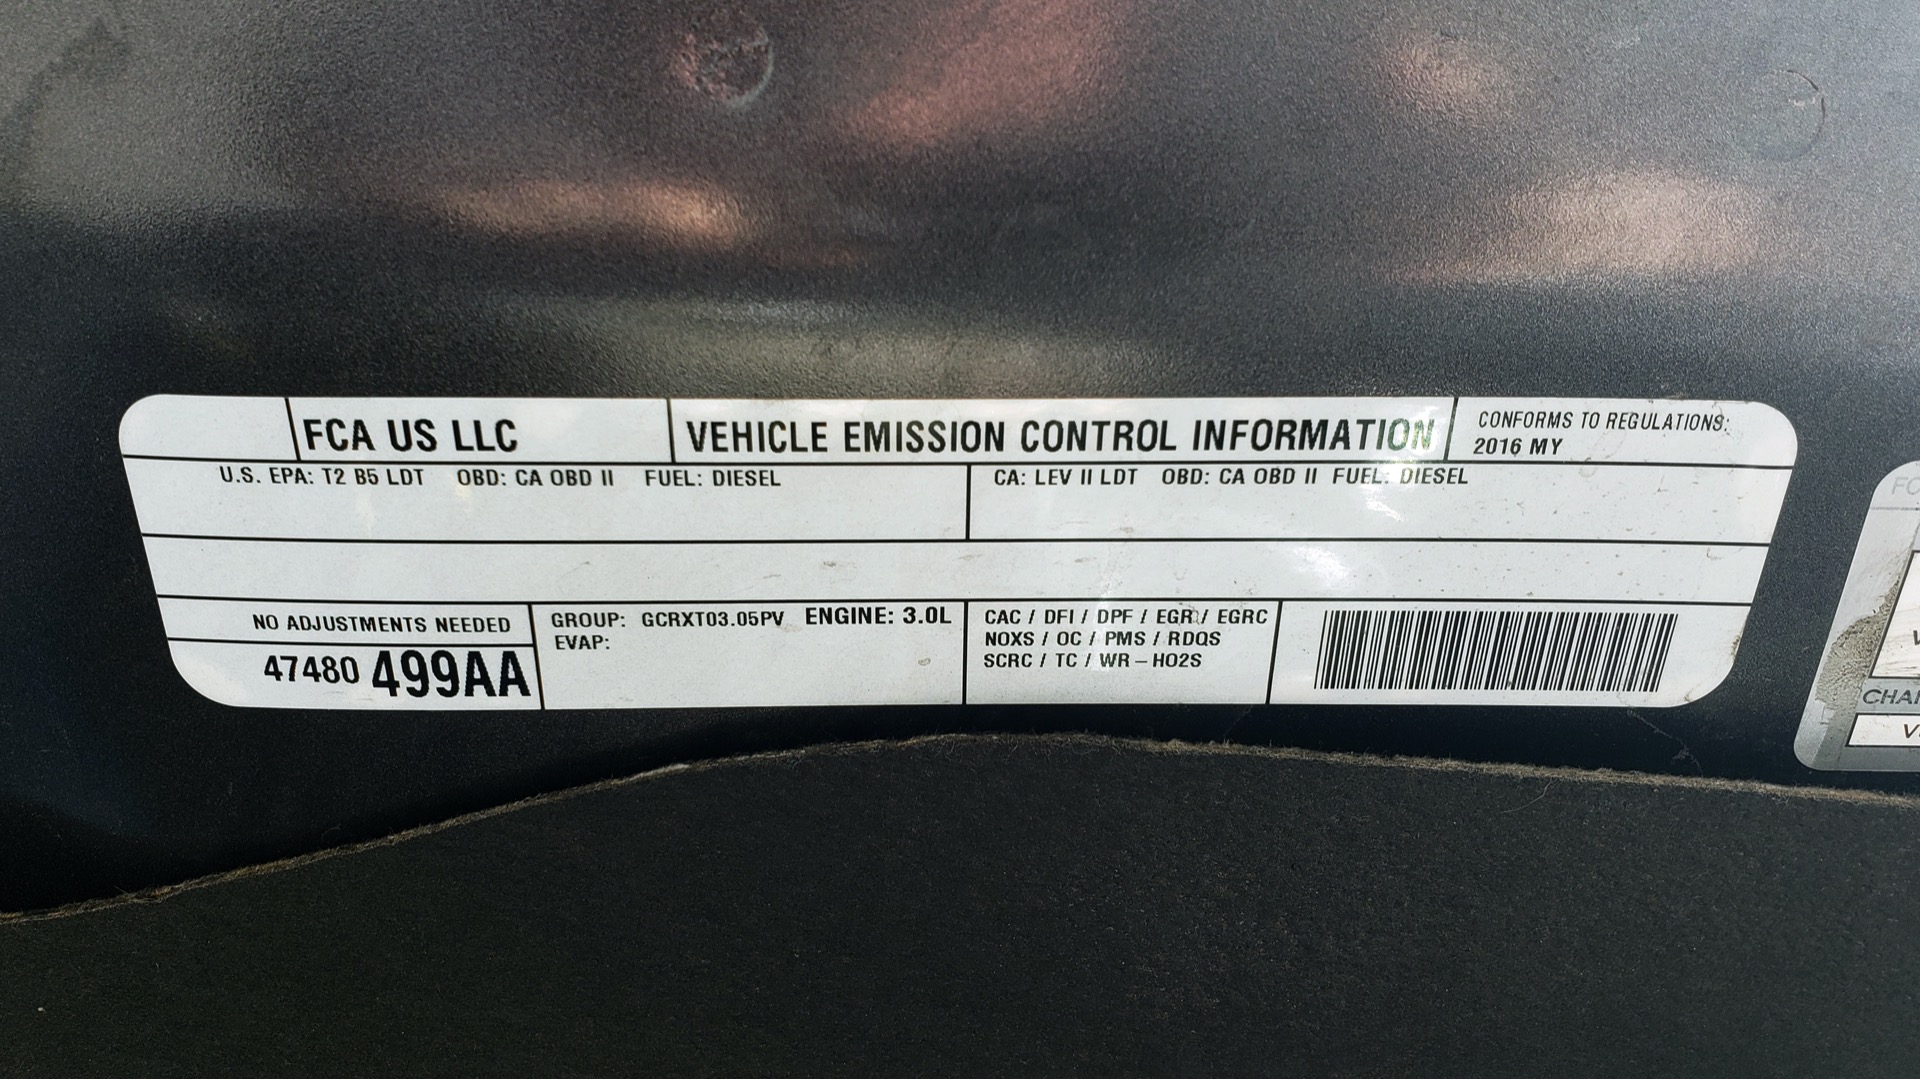 FCA US LLC
VEHICLE EMISSION CONTROL INFORMATION
CONFORMS TO REGULATIONS:
2016 MY
U.S. EPA: T2 B5 LDT OBD: CA OBD II FUEL: DIESEL
CA: LEV II LDT OBD: CA OBD II FUEL: DIESEL
NO ADJUSTMENTS NEEDED
47480 499AA
GROUP: GCRXT03.05PV ENGINE: 3.0L
EVAP:
CAC / DFI / DPF / EGR / EGRC
NOXS / OC / PMS / RDQS
SCRC / TC / WR – HO2S